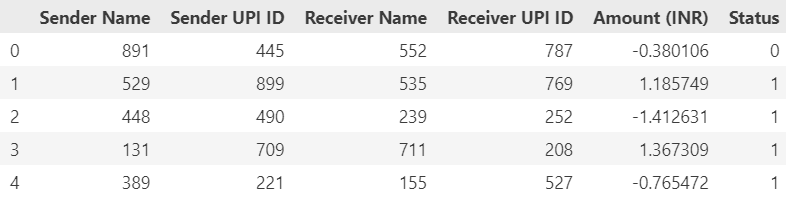 Sender Name Sender UPI ID Receiver Name Receiver UPI ID Amount (INR) Status
0 891 445 552 787 -0.380106 0
1 529 899 535 769 1.185749 1
2 448 490 239 252 -1.412631 1
3 131 709 711 208 1.367309 1
4 389 221 155 527 -0.765472 1